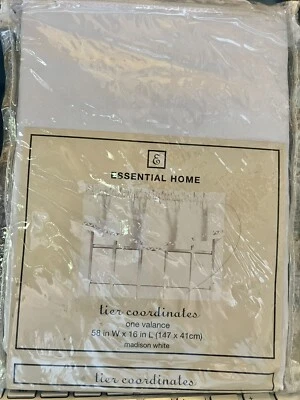 E
ESSENTIAL HOME
tier coordinates
one valance
58 in W x 16 in L (147 x 41cm)
madison white
tier coordinates